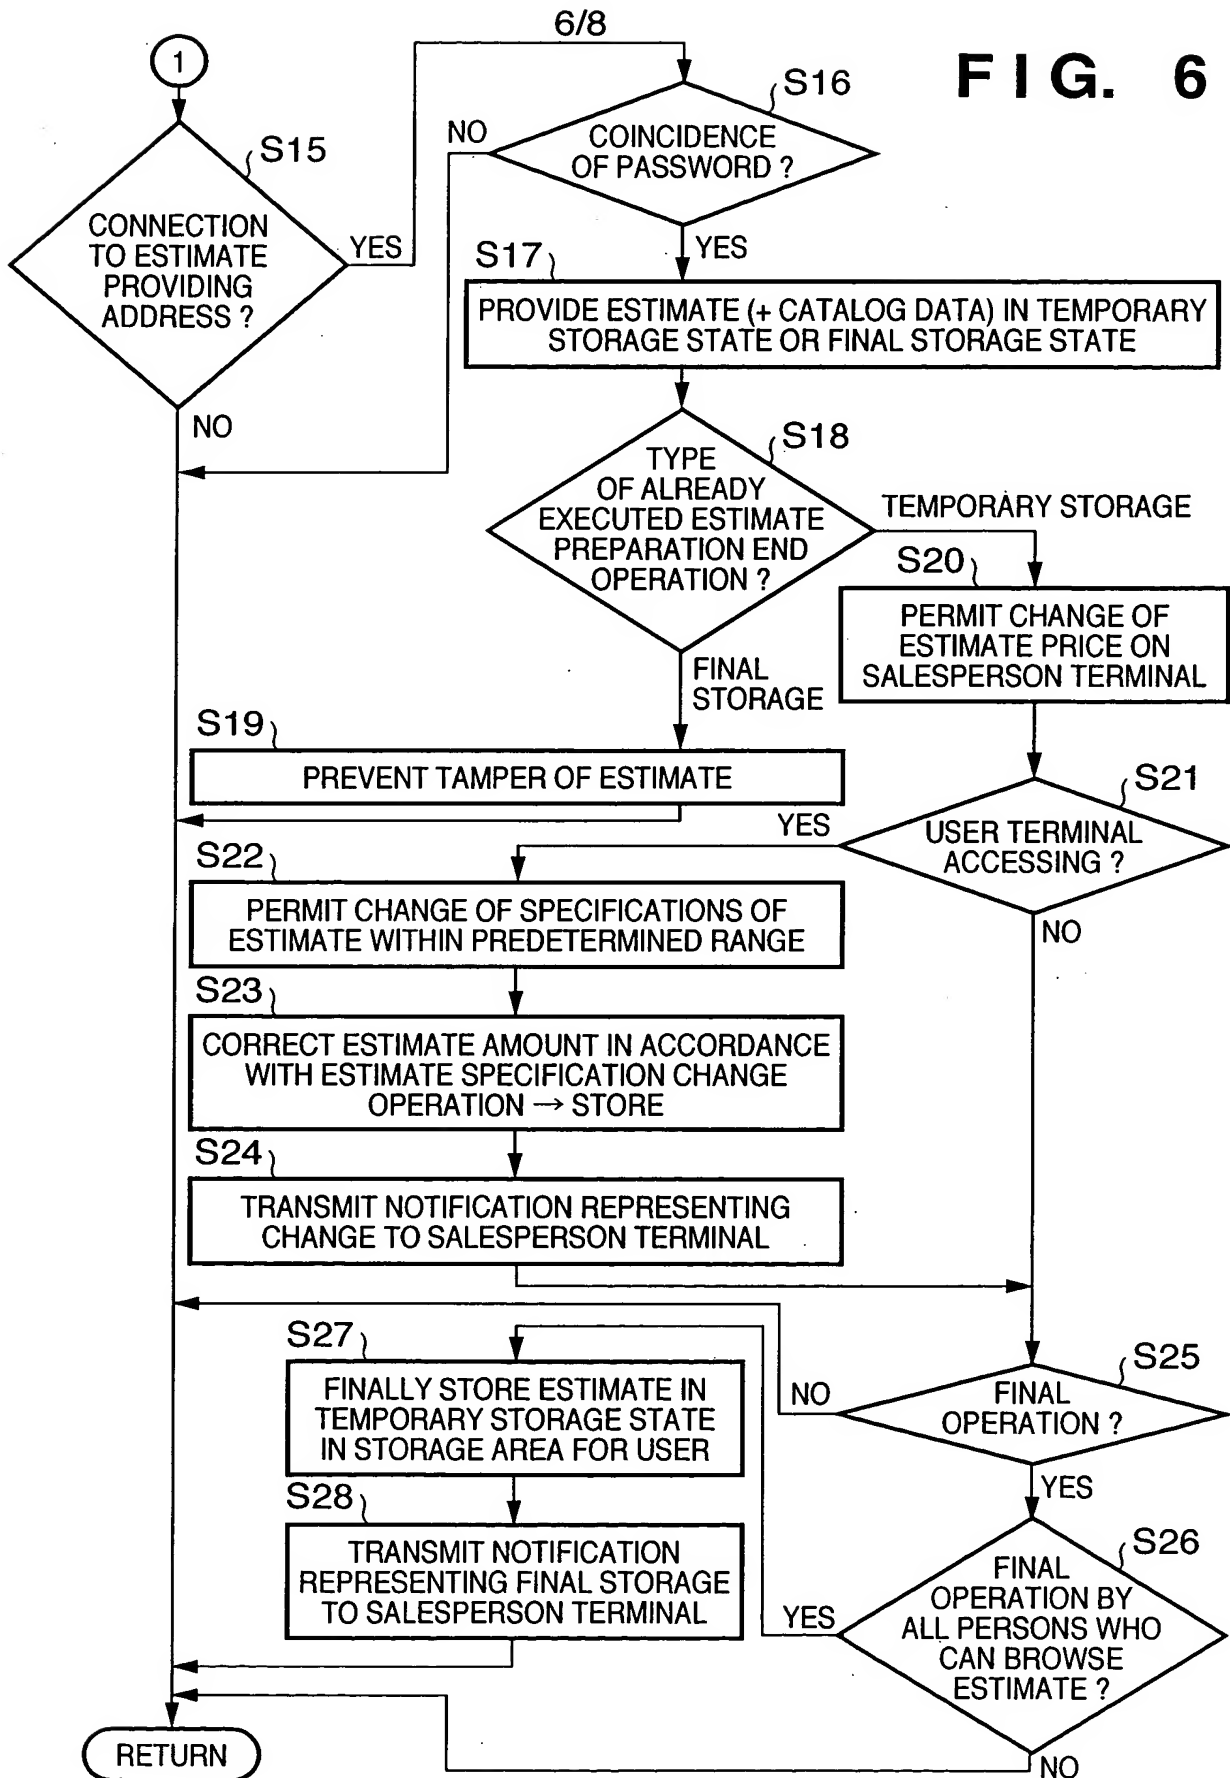 6/8
FIG. 6
1
S15
CONNECTION
TO ESTIMATE
PROVIDING
ADDRESS ?
YES
NO
S16
COINCIDENCE
OF PASSWORD ?
NO
YES
S17
PROVIDE ESTIMATE (+ CATALOG DATA) IN TEMPORARY
STORAGE STATE OR FINAL STORAGE STATE
S18
TYPE
OF ALREADY
EXECUTED ESTIMATE
PREPARATION END
OPERATION ?
TEMPORARY STORAGE
FINAL
STORAGE
S19
PREVENT TAMPER OF ESTIMATE
S20
PERMIT CHANGE OF
ESTIMATE PRICE ON
SALESPERSON TERMINAL
S21
USER TERMINAL
ACCESSING ?
YES
NO
S22
PERMIT CHANGE OF SPECIFICATIONS OF
ESTIMATE WITHIN PREDETERMINED RANGE
S23
CORRECT ESTIMATE AMOUNT IN ACCORDANCE
WITH ESTIMATE SPECIFICATION CHANGE
OPERATION → STORE
S24
TRANSMIT NOTIFICATION REPRESENTING
CHANGE TO SALESPERSON TERMINAL
S25
FINAL
OPERATION ?
NO
YES
S26
FINAL
OPERATION BY
ALL PERSONS WHO
CAN BROWSE
ESTIMATE ?
YES
NO
S27
FINALLY STORE ESTIMATE IN
TEMPORARY STORAGE STATE
IN STORAGE AREA FOR USER
S28
TRANSMIT NOTIFICATION
REPRESENTING FINAL STORAGE
TO SALESPERSON TERMINAL
RETURN